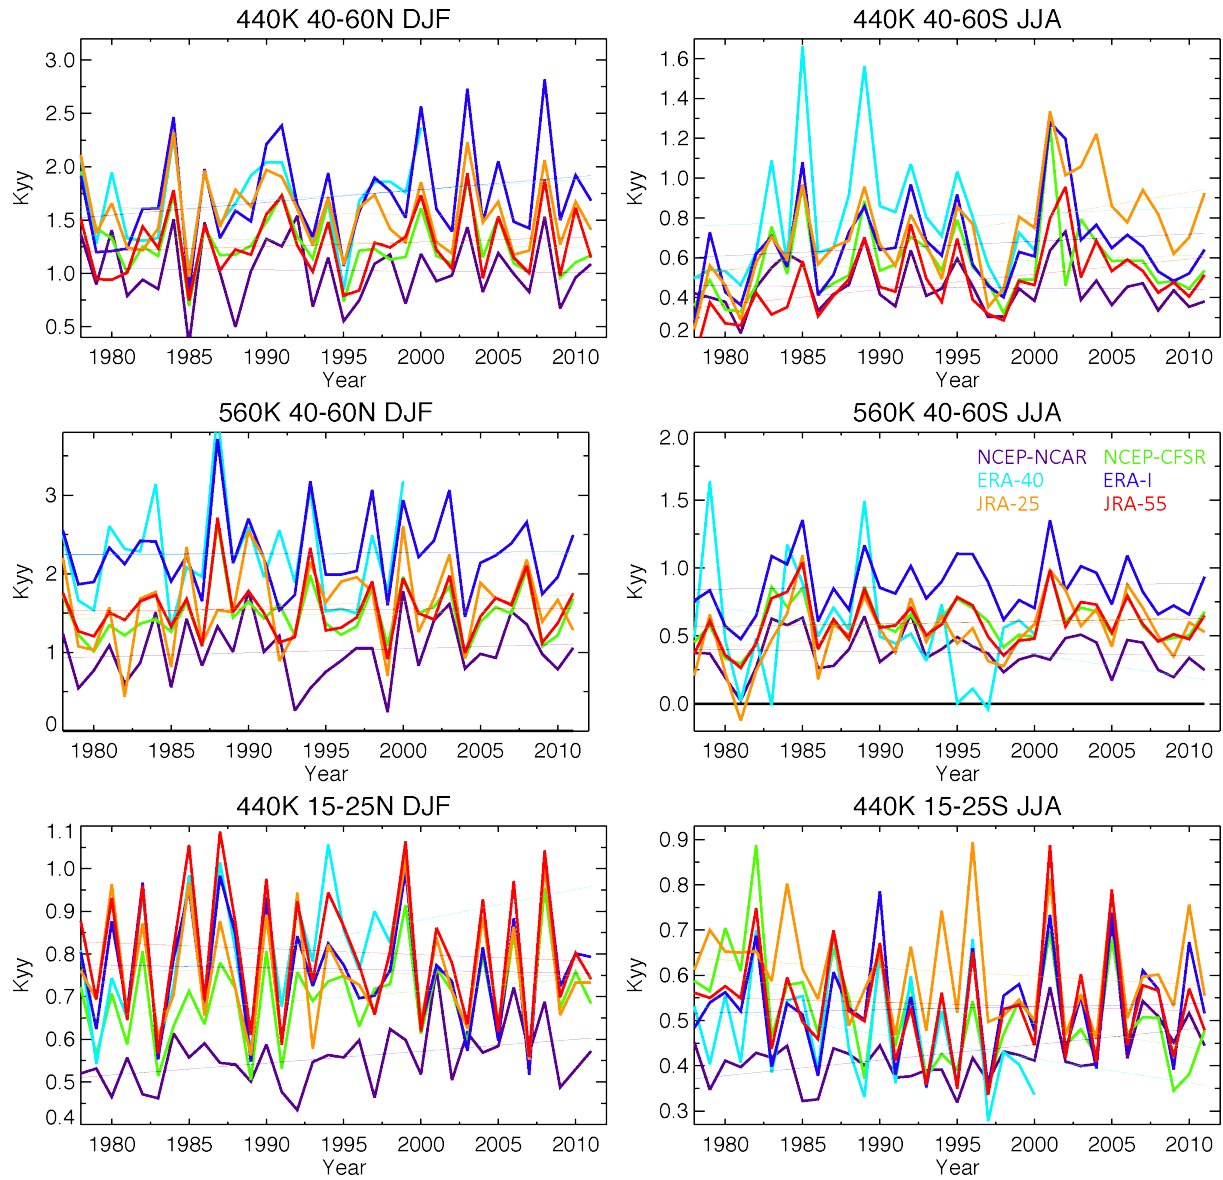 440K 40-60N DJF
3.0
2.5
2.0
1.5
1.0
0.5
Kyy
1980 1985 1990 1995 2000 2005 2010
Year
440K 40-60S JJA
1.6
1.4
1.2
1.0
0.8
0.6
0.4
0.2
Kyy
1980 1985 1990 1995 2000 2005 2010
Year
560K 40-60N DJF
3
2
1
0
Kyy
1980 1985 1990 1995 2000 2005 2010
Year
560K 40-60S JJA
2.0
1.5
1.0
0.5
0.0
Kyy
NCEP-NCAR NCEP-CFSR
ERA-40 ERA-I
JRA-25 JRA-55
1980 1985 1990 1995 2000 2005 2010
Year
440K 15-25N DJF
1.1
1.0
0.9
0.8
0.7
0.6
0.5
0.4
Kyy
1980 1985 1990 1995 2000 2005 2010
Year
440K 15-25S JJA
0.9
0.8
0.7
0.6
0.5
0.4
0.3
Kyy
1980 1985 1990 1995 2000 2005 2010
Year